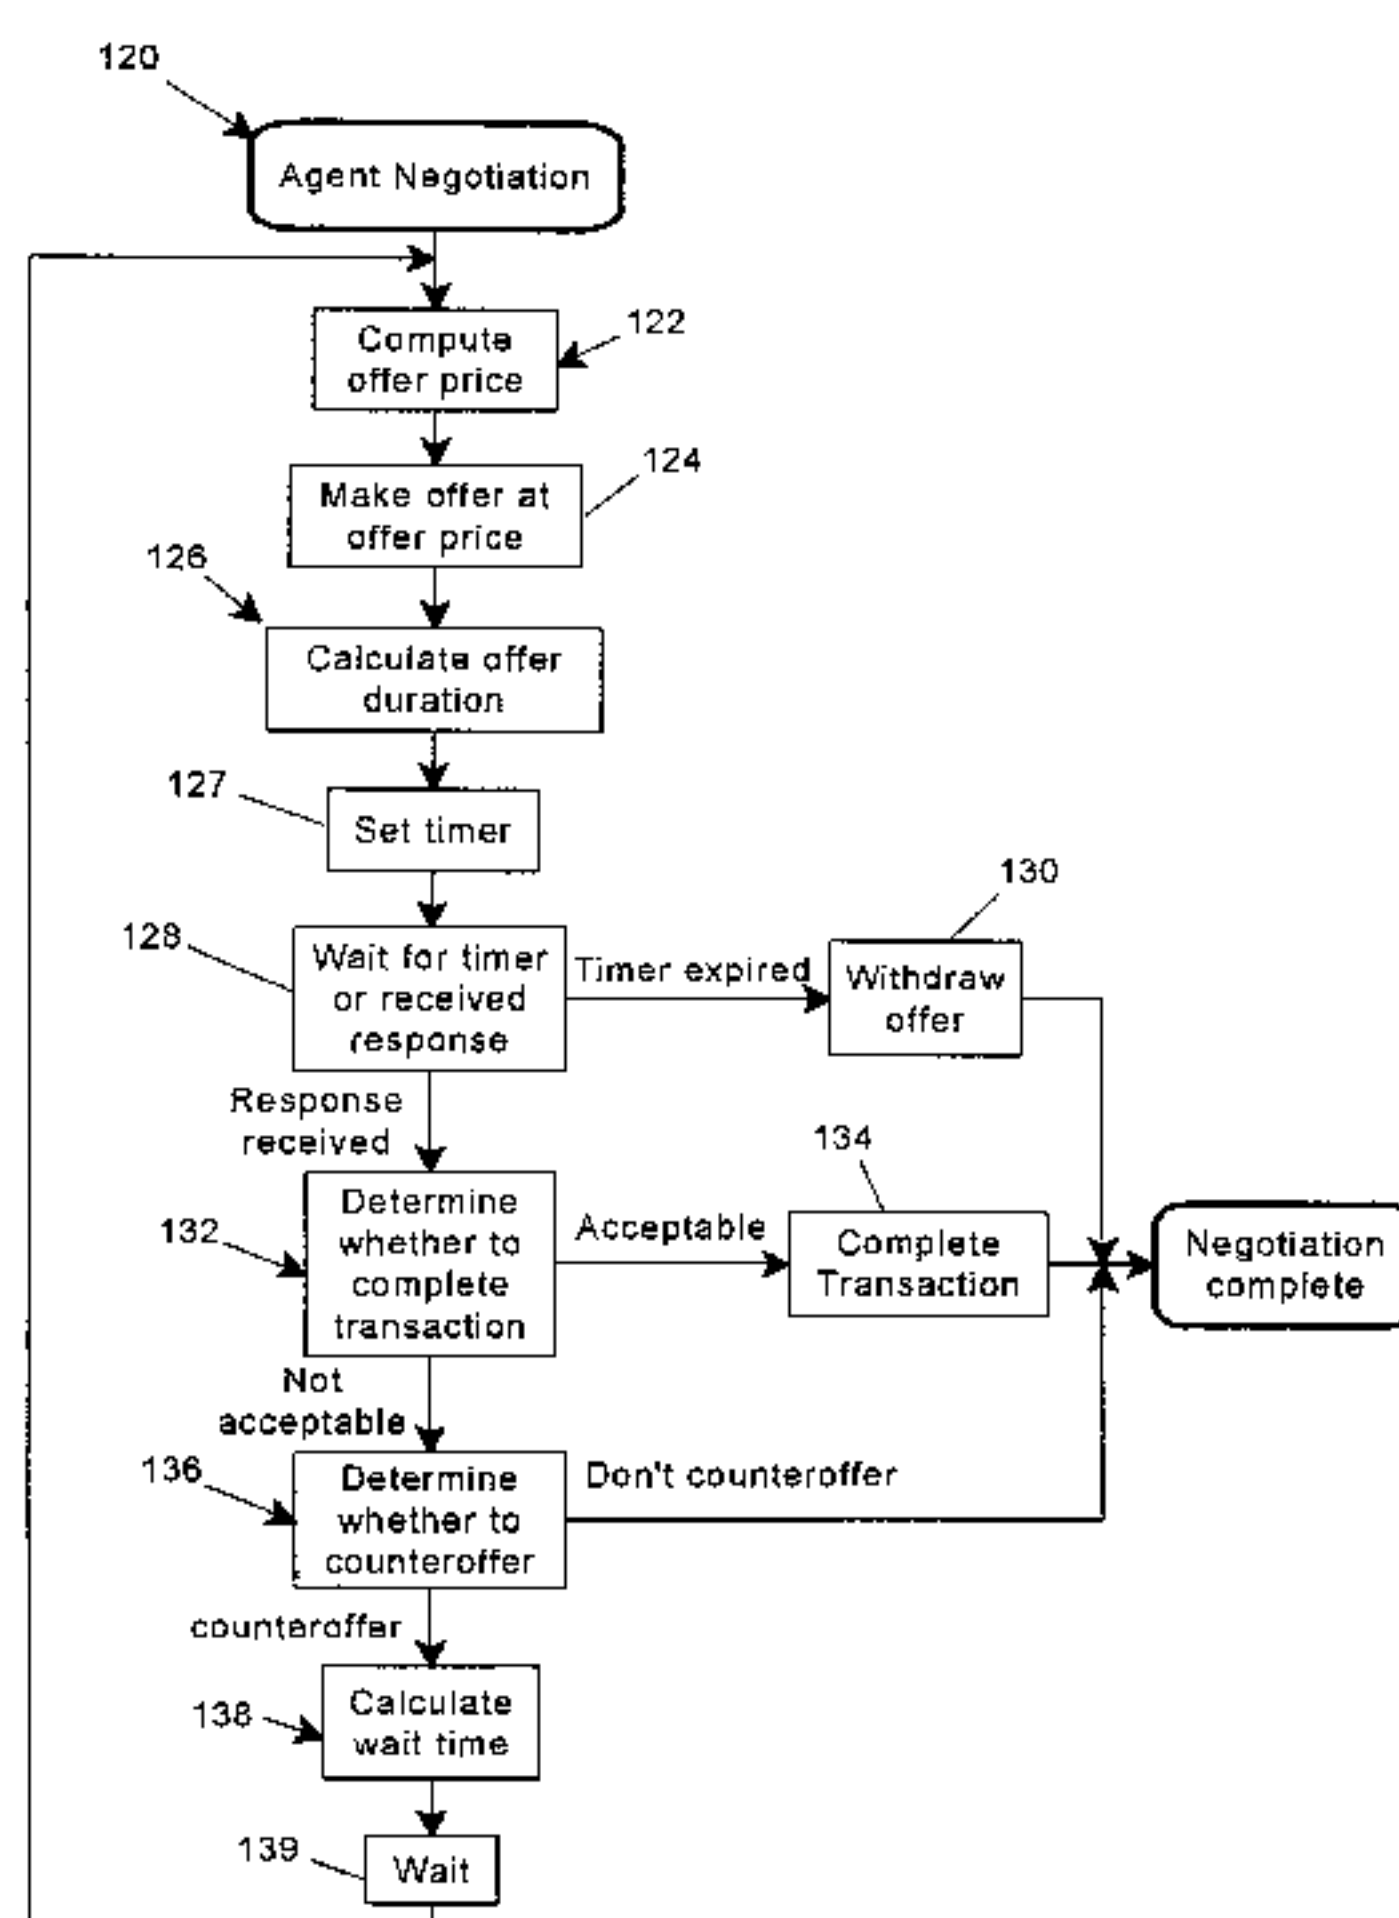 120
Agent Negotiation
Compute
offer price
122
Make offer at
offer price
124
126
Calculate offer
duration
127
Set timer
128
Wait for timer
or received
response
Timer expired
130
Withdraw
offer
Response
received
132
Determine
whether to
complete
transaction
Acceptable
134
Complete
Transaction
Negotiation
complete
Not
acceptable
136
Determine
whether to
counteroffer
Don't counteroffer
counteroffer
138
Calculate
wait time
139
Wait